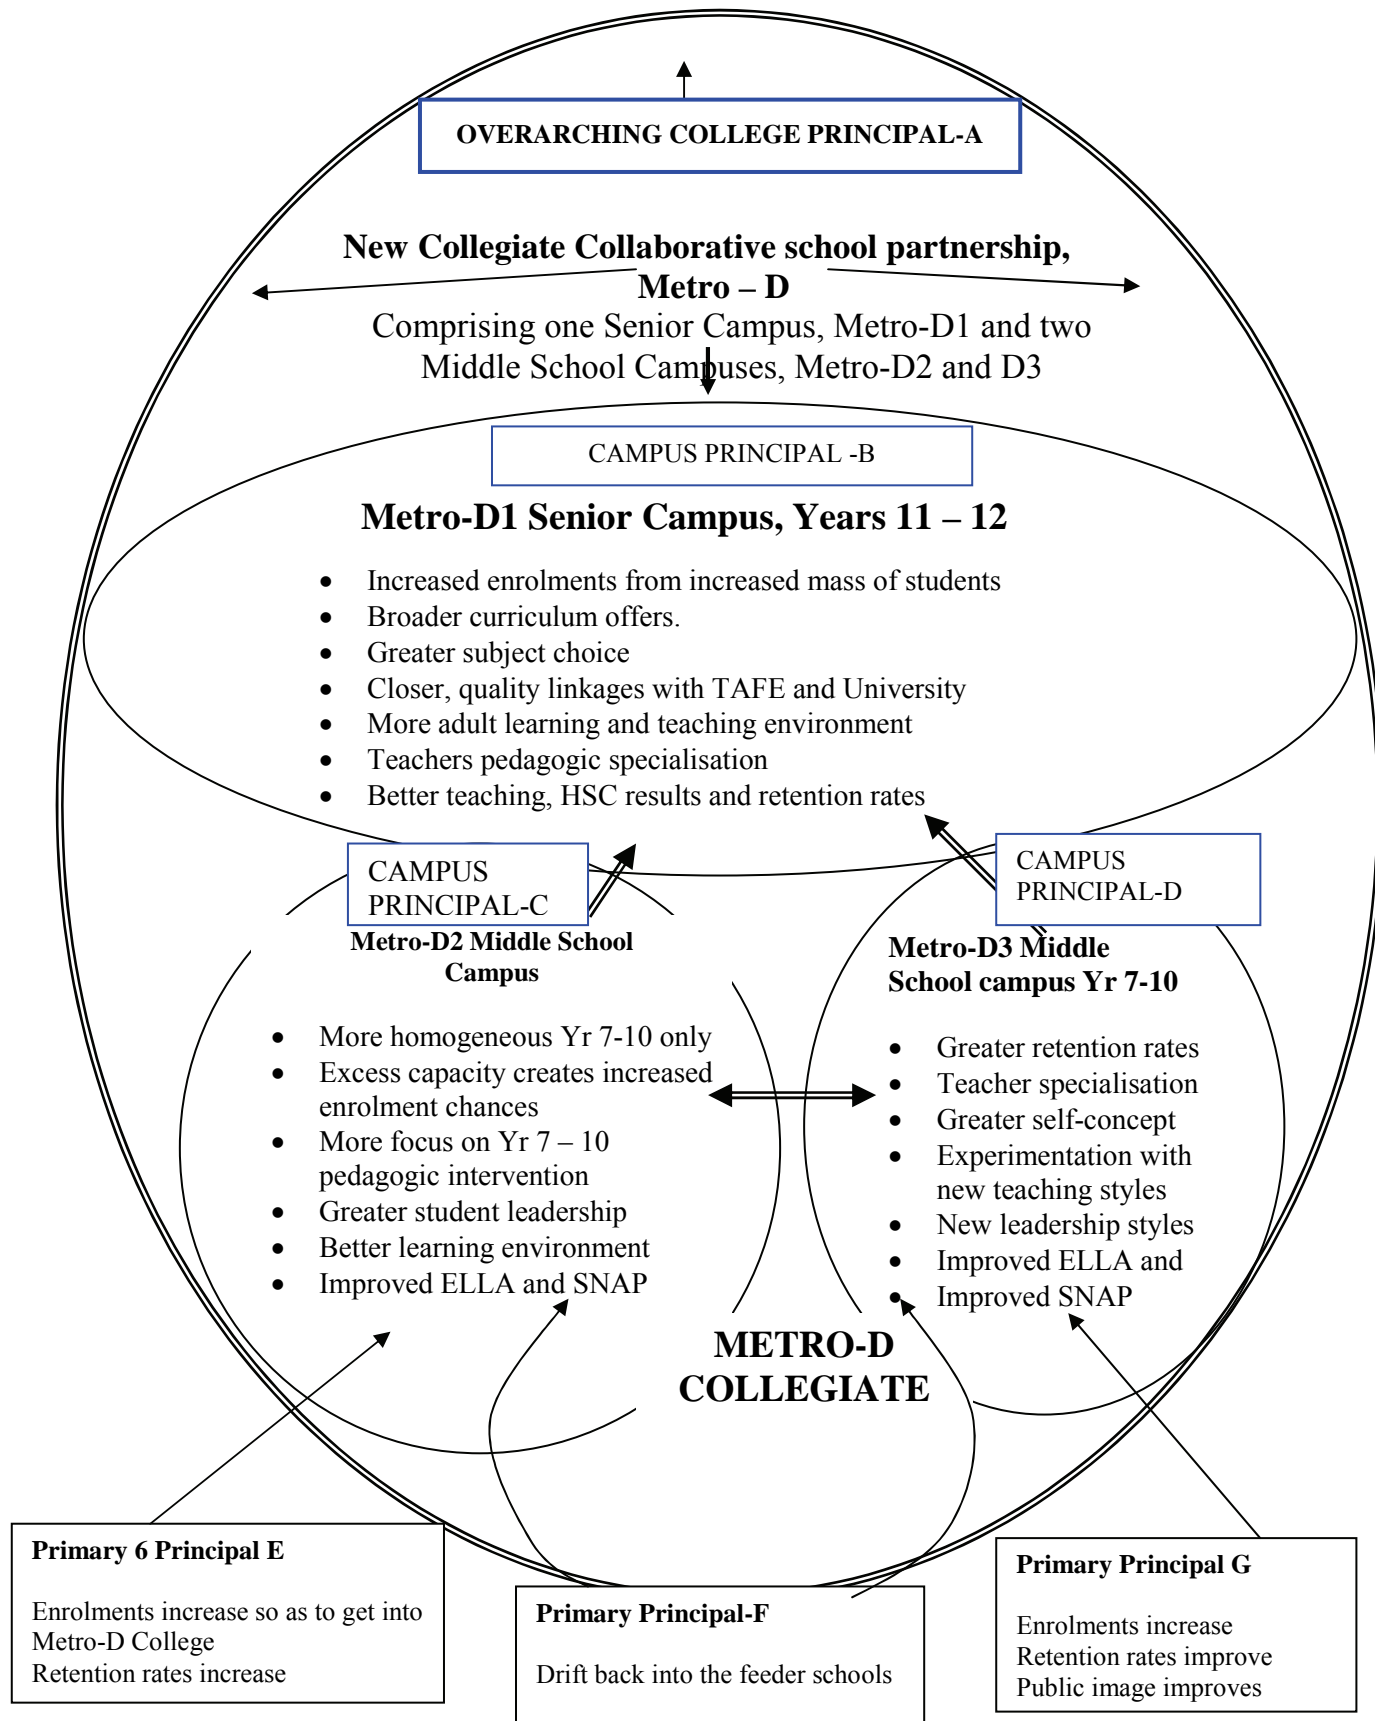 OVERARCHING COLLEGE PRINCIPAL-A
New Collegiate Collaborative school partnership,
Metro – D
Comprising one Senior Campus, Metro-D1 and two
Middle School Campuses, Metro-D2 and D3
CAMPUS PRINCIPAL -B
Metro-D1 Senior Campus, Years 11 – 12
• Increased enrolments from increased mass of students
• Broader curriculum offers.
• Greater subject choice
• Closer, quality linkages with TAFE and University
• More adult learning and teaching environment
• Teachers pedagogic specialisation
• Better teaching, HSC results and retention rates
CAMPUS
PRINCIPAL-C
Metro-D2 Middle School
Campus
• More homogeneous Yr 7-10 only
• Excess capacity creates increased
enrolment chances
• More focus on Yr 7 – 10
pedagogic intervention
• Greater student leadership
• Better learning environment
• Improved ELLA and SNAP
CAMPUS
PRINCIPAL-D
Metro-D3 Middle
School campus Yr 7-10
• Greater retention rates
• Teacher specialisation
• Greater self-concept
• Experimentation with
new teaching styles
• New leadership styles
• Improved ELLA and
• Improved SNAP
METRO-D
COLLEGIATE
Primary 6 Principal E
Enrolments increase so as to get into
Metro-D College
Retention rates increase
Primary Principal-F
Drift back into the feeder schools
Primary Principal G
Enrolments increase
Retention rates improve
Public image improves